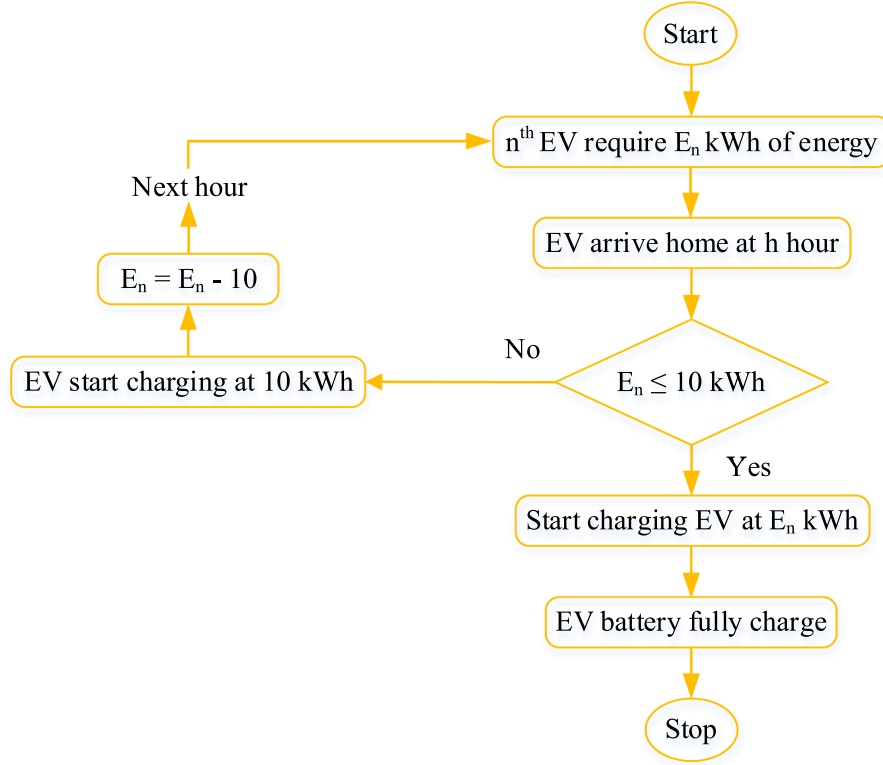 Start
nth EV require En kWh of energy
Next hour
EV arrive home at h hour
En = En - 10
No
EV start charging at 10 kWh
En ≤ 10 kWh
Yes
Start charging EV at En kWh
EV battery fully charge
Stop